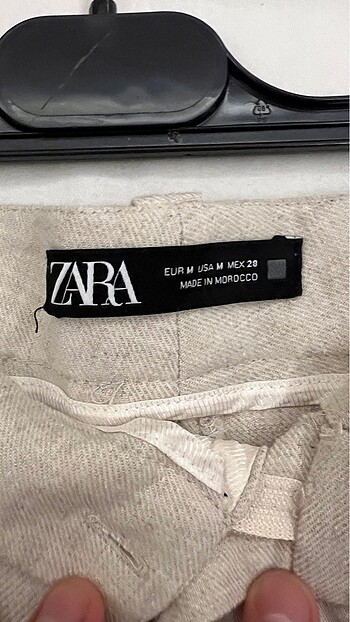 ZARA
EUR M USA M MEX 28
MADE IN MOROCCO